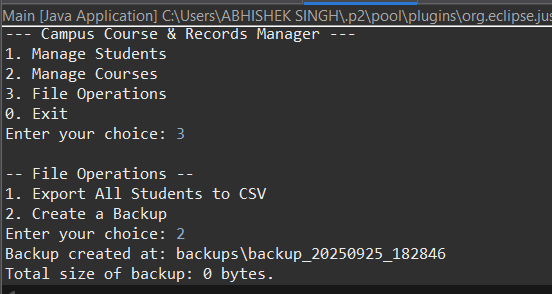 Main [Java Application] C:\Users\ABHISHEK SINGH\.p2\pool\plugins\org.eclipse.jus
--- Campus Course & Records Manager ---
1. Manage Students
2. Manage Courses
3. File Operations
0. Exit
Enter your choice: 3

-- File Operations --
1. Export All Students to CSV
2. Create a Backup
Enter your choice: 2
Backup created at: backups\backup_20250925_182846
Total size of backup: 0 bytes.